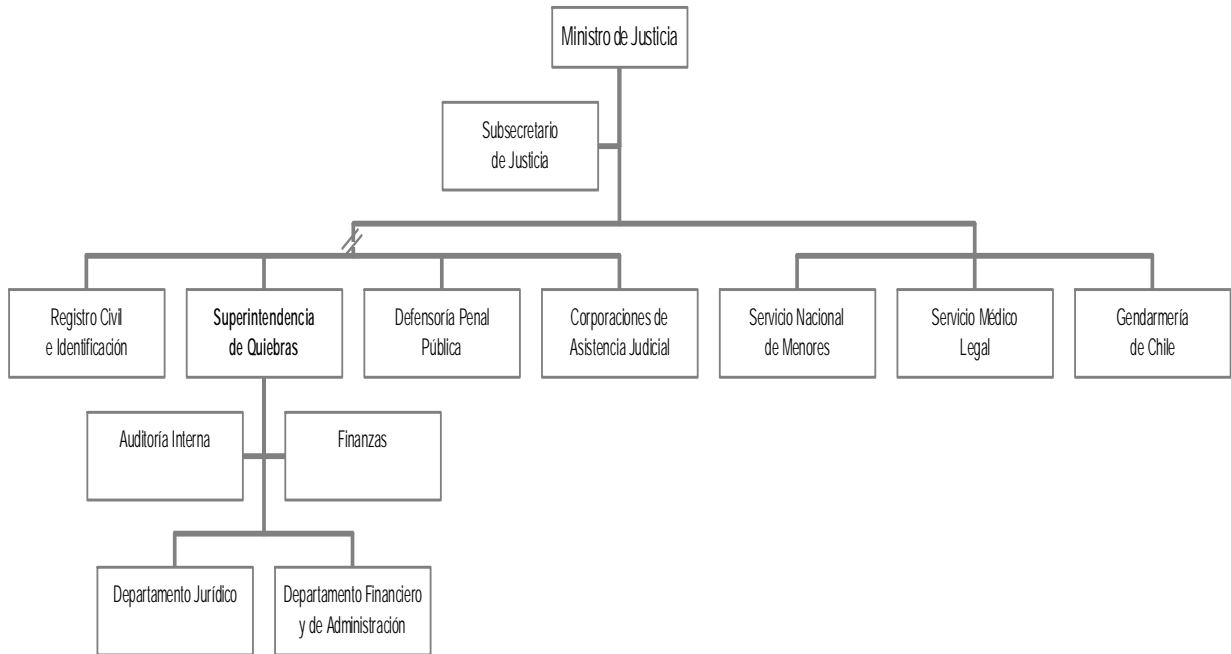 Ministro de Justicia
Subsecretario
de Justicia
Registro Civil
e Identificación
Superintendencia
de Quiebras
Defensoría Penal
Pública
Corporaciones de
Asistencia Judicial
Servicio Nacional
de Menores
Servicio Médico
Legal
Gendarmería
de Chile
Auditoría Interna
Finanzas
Departamento Jurídico
Departamento Financiero
y de Administración